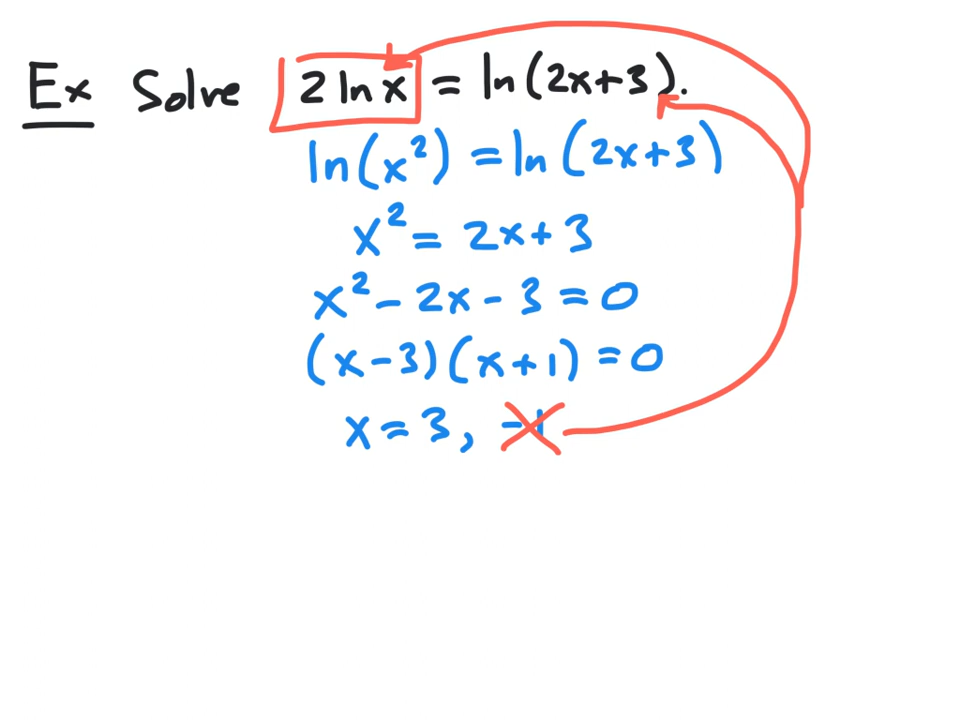 Ex Solve 2 ln x = ln(2x+3).
ln(x²) = ln(2x+3)
x² = 2x+3
x² - 2x - 3 = 0
(x-3)(x+1) = 0
x = 3, -1